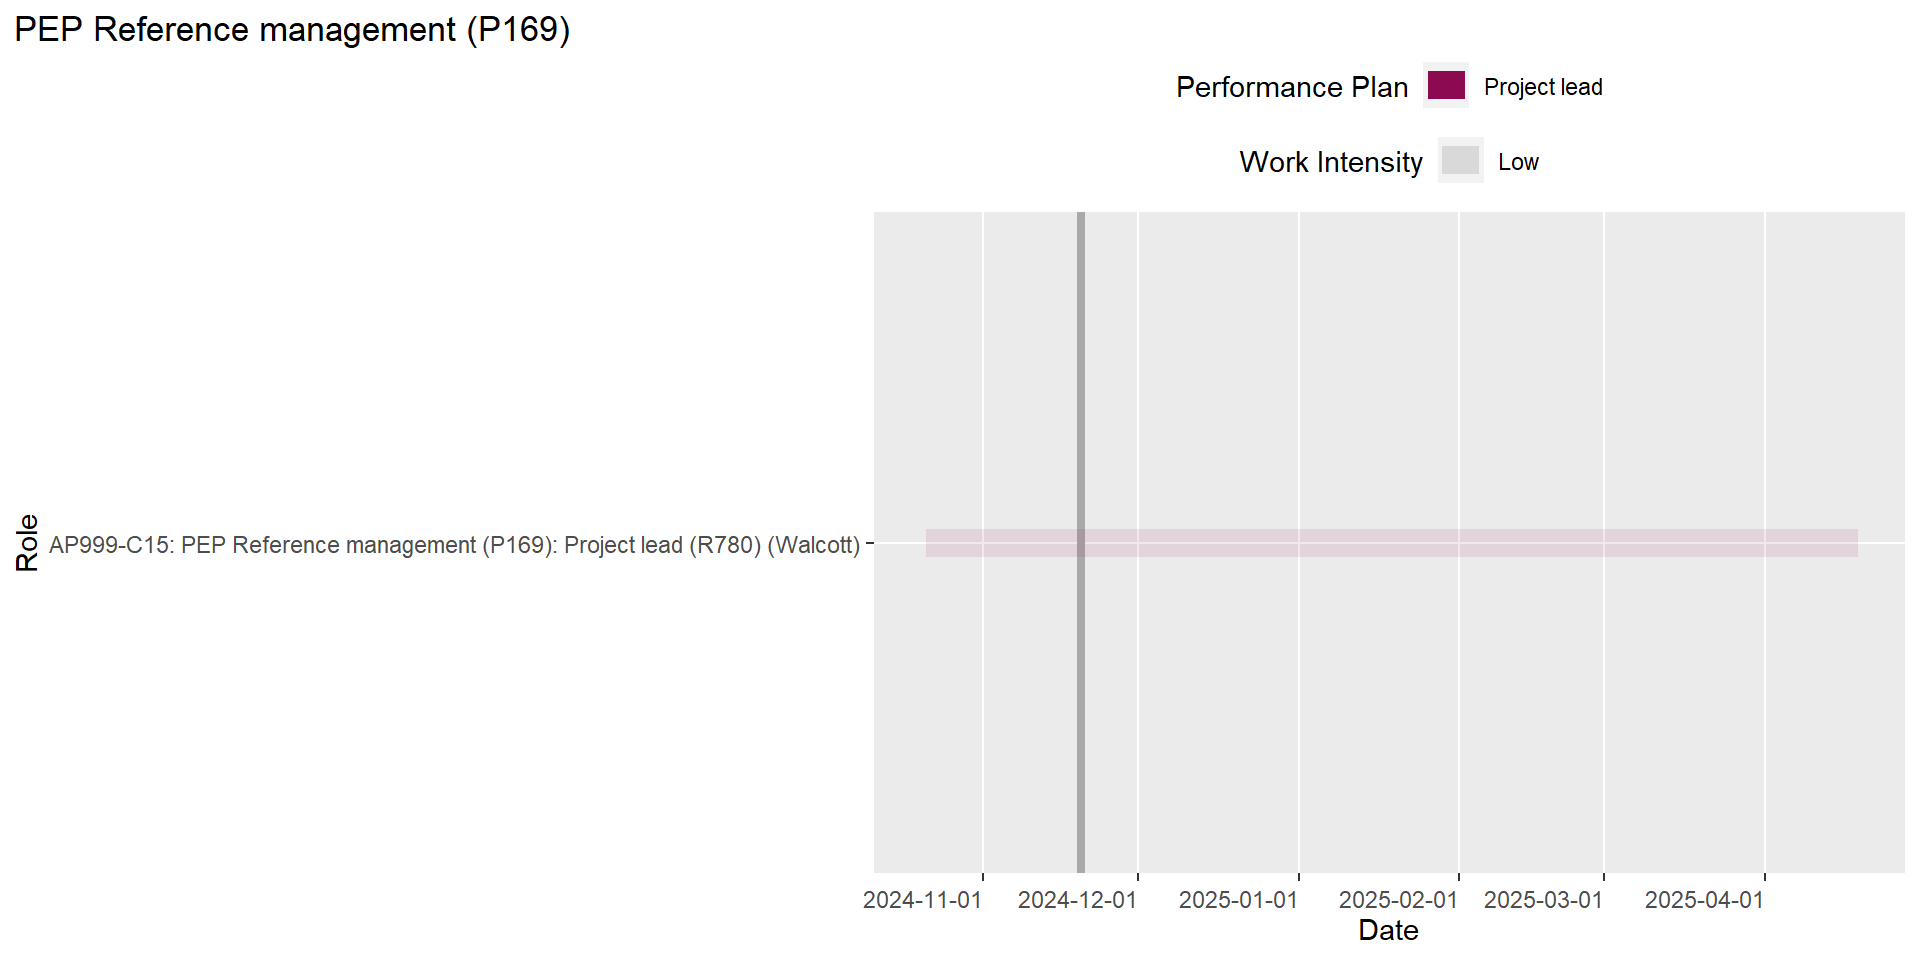 PEP Reference management (P169)
Performance Plan Project lead
Work Intensity Low
Role
AP999-C15: PEP Reference management (P169): Project lead (R780) (Walcott)
2024-11-01 2024-12-01 2025-01-01 2025-02-01 2025-03-01 2025-04-01
Date